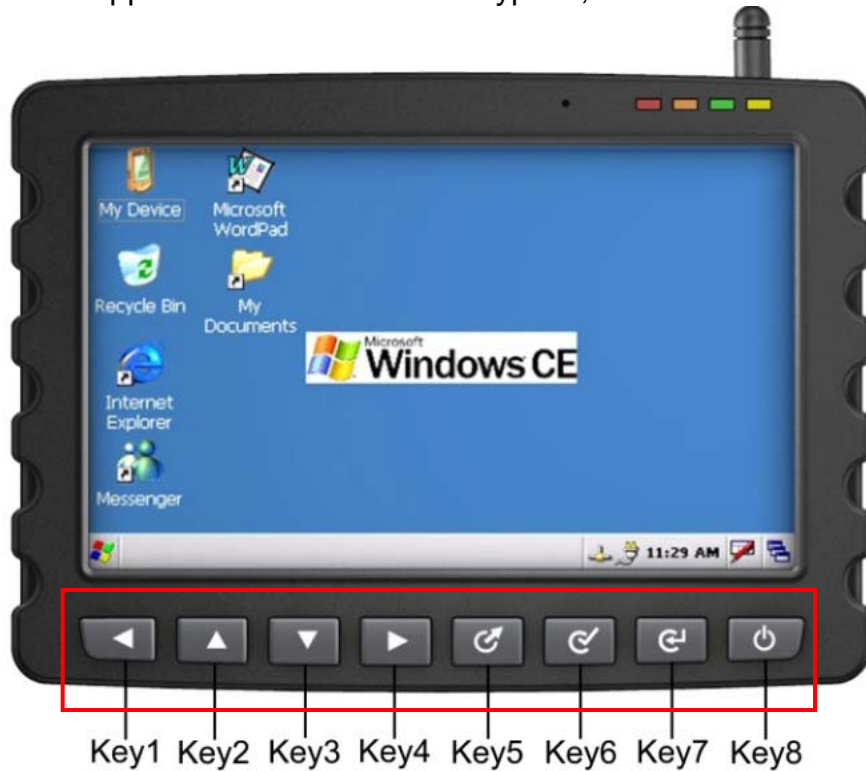 My Device
Microsoft
WordPad
Recycle Bin
My
Documents
Microsoft
Windows CE
Internet
Explorer
Messenger
11:29 AM
Key1 Key2 Key3 Key4 Key5 Key6 Key7 Key8